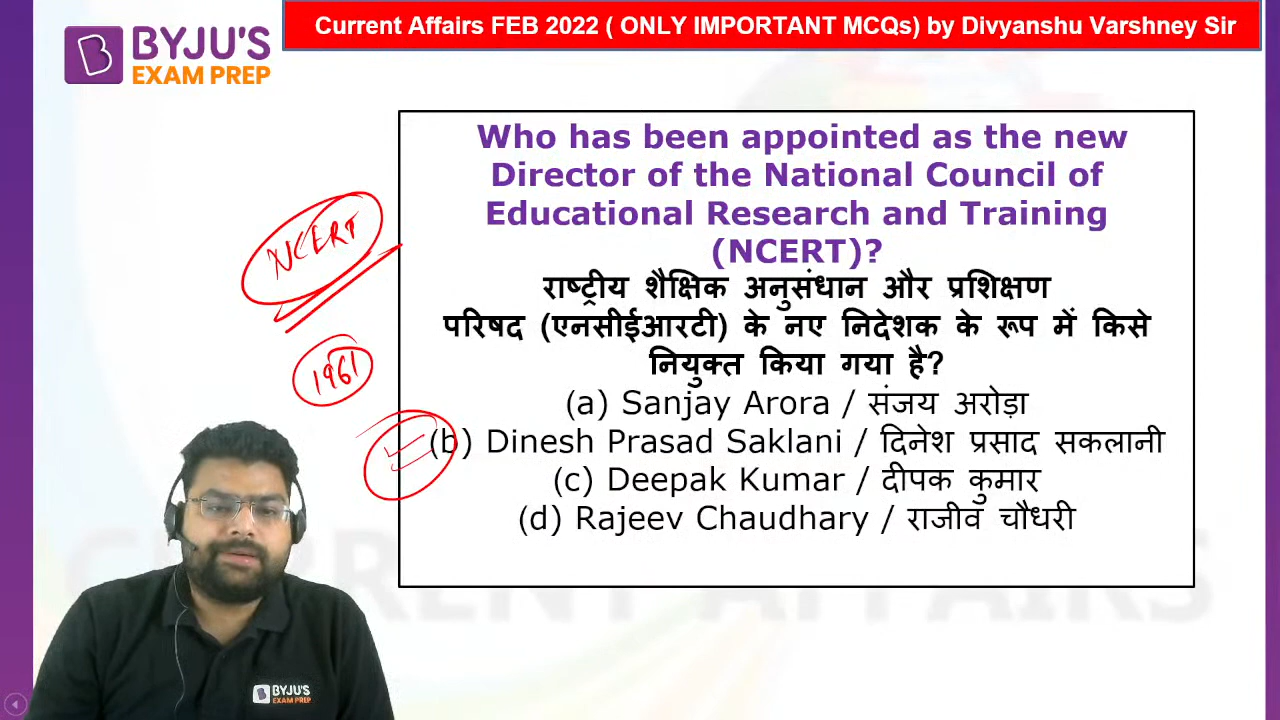 Current Affairs FEB 2022 ( ONLY IMPORTANT MCQs) by Divyanshu Varshney Sir
BYJU'S
EXAM PREP
Who has been appointed as the new
Director of the National Council of
Educational Research and Training
(NCERT)?
राष्ट्रीय शैक्षिक अनुसंधान और प्रशिक्षण
परिषद (एनसीईआरटी) के नए निदेशक के रूप में किसे
नियुक्त किया गया है?
(a) Sanjay Arora / संजय अरोड़ा
(b) Dinesh Prasad Saklani / दिनेश प्रसाद सकलानी
(c) Deepak Kumar / दीपक कुमार
(d) Rajeev Chaudhary / राजीव चौधरी
NCERT
1961
CURRENT AFFAIRS
BYJU'S
EXAM PREP